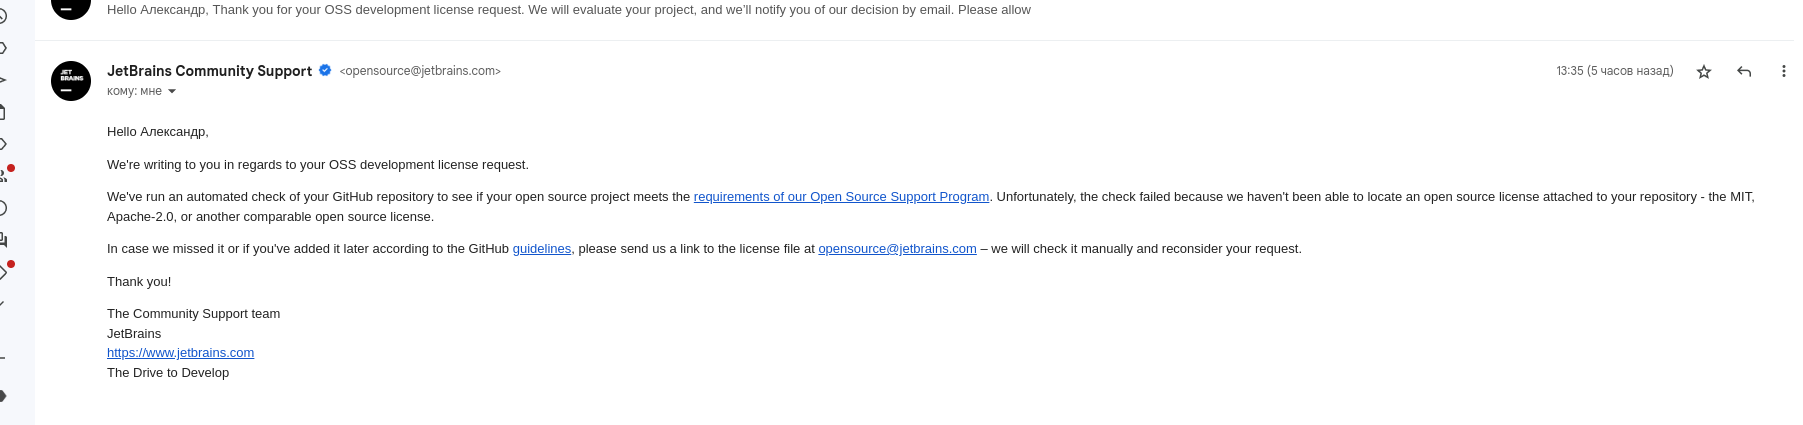 Hello Александр, Thank you for your OSS development license request. We will evaluate your project, and we'll notify you of our decision by email. Please allow
JET
BRAINS
JetBrains Community Support <opensource@jetbrains.com> 13:35 (5 часов назад)
кому: мне
Hello Александр,
We're writing to you in regards to your OSS development license request.
We've run an automated check of your GitHub repository to see if your open source project meets the requirements of our Open Source Support Program. Unfortunately, the check failed because we haven't been able to locate an open source license attached to your repository - the MIT,
Apache-2.0, or another comparable open source license.
In case we missed it or if you've added it later according to the GitHub guidelines, please send us a link to the license file at opensource@jetbrains.com – we will check it manually and reconsider your request.
Thank you!
The Community Support team
JetBrains
https://www.jetbrains.com
The Drive to Develop